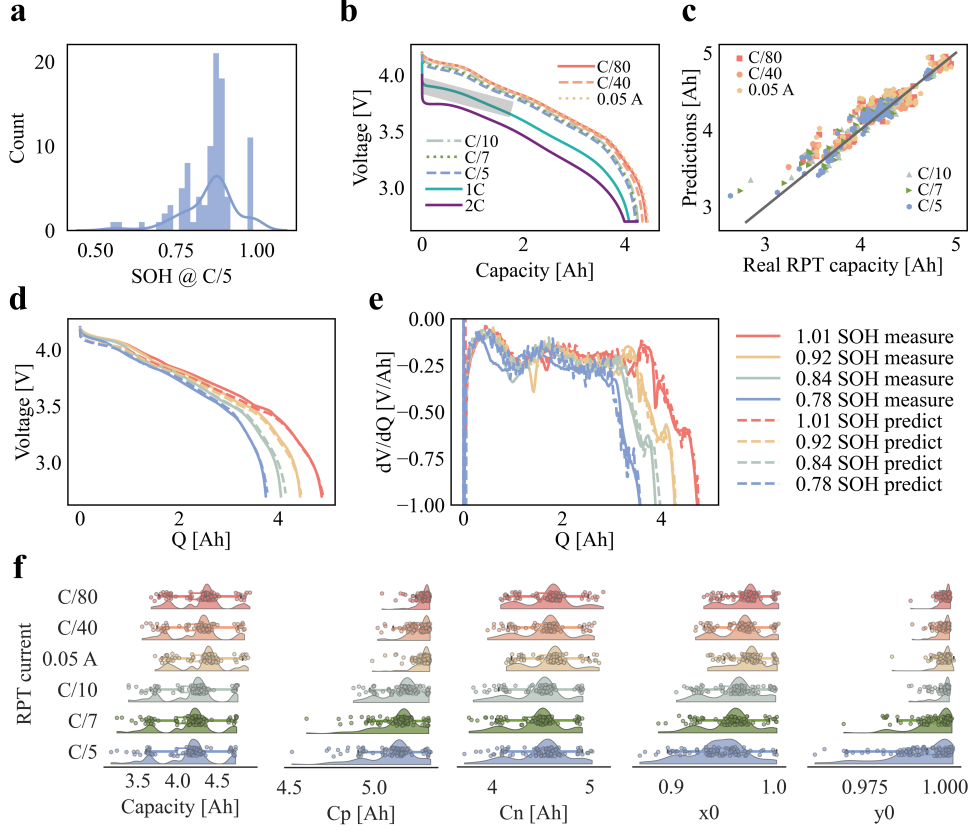 a
20
10
0
Count
0.50
0.75
1.00
SOH @ C/5
b
4.0
3.5
3.0
Voltage [V]
C/80
C/40
0.05 A
C/10
C/7
C/5
1C
2C
0
2
4
Capacity [Ah]
c
5
4
3
Predictions [Ah]
C/80
C/40
0.05 A
C/10
C/7
C/5
3
4
5
Real RPT capacity [Ah]
d
4.0
3.5
3.0
Voltage [V]
0
2
4
Q [Ah]
e
0.00
−0.25
−0.50
−0.75
−1.00
dV/dQ [V/Ah]
0
2
4
Q [Ah]
1.01 SOH measure
0.92 SOH measure
0.84 SOH measure
0.78 SOH measure
1.01 SOH predict
0.92 SOH predict
0.84 SOH predict
0.78 SOH predict
f
RPT current
C/80
C/40
0.05 A
C/10
C/7
C/5
3.5
4.0
4.5
Capacity [Ah]
4.5
5.0
Cp [Ah]
4
5
Cn [Ah]
0.9
1.0
x0
0.975
1.000
y0